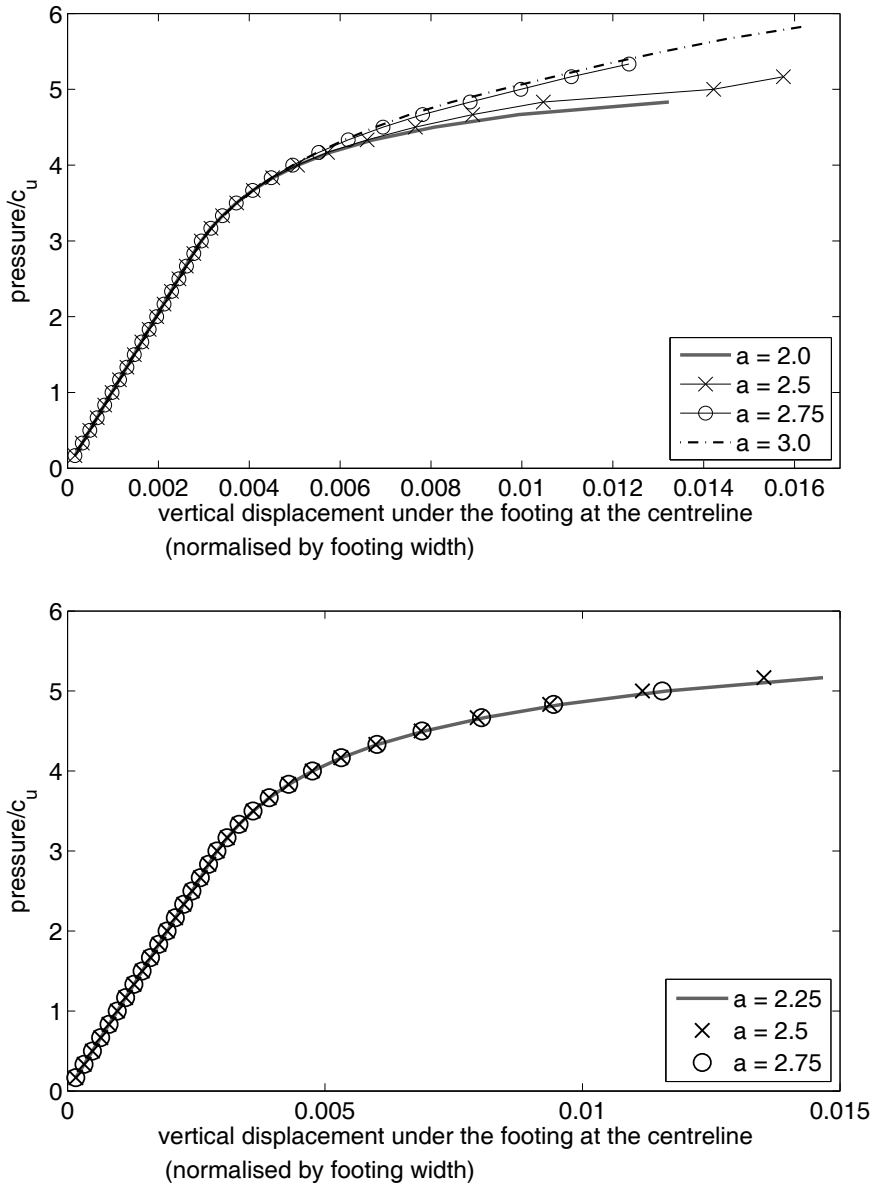 6
5
4
3
2
1
0
pressure/c_u
0 0.002 0.004 0.006 0.008 0.01 0.012 0.014 0.016
vertical displacement under the footing at the centreline
(normalised by footing width)
a = 2.0
a = 2.5
a = 2.75
a = 3.0
6
5
4
3
2
1
0
pressure/c_u
0 0.005 0.01 0.015
vertical displacement under the footing at the centreline
(normalised by footing width)
a = 2.25
a = 2.5
a = 2.75